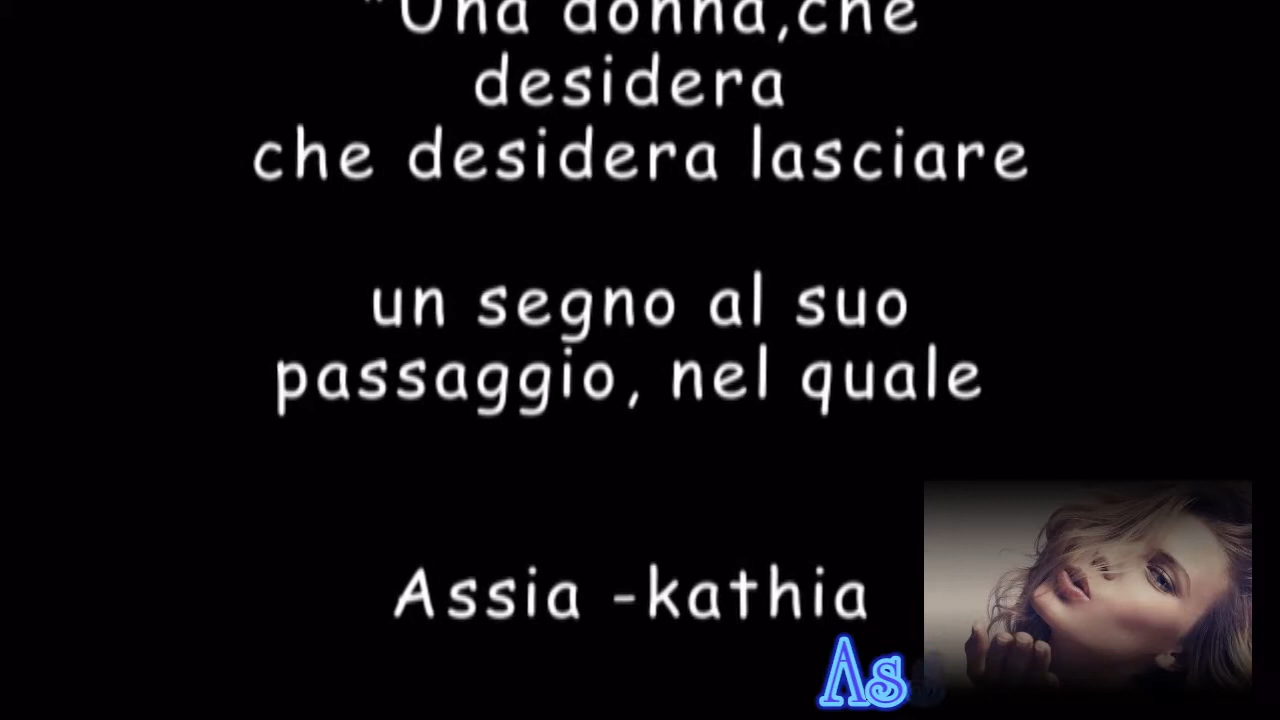 "Una donna,che
desidera
che desidera lasciare
un segno al suo
passaggio, nel quale
Assia -kathia
As